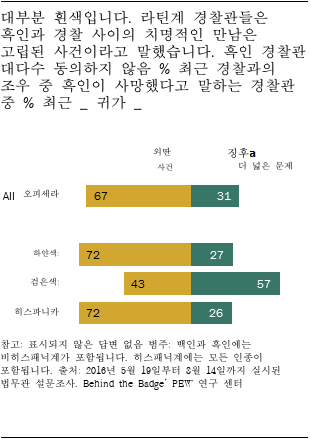 대부분 흰색입니다. 라틴계 경찰관들은
흑인과 경찰 사이의 치명적인 만남은
고립된 사건이라고 말했습니다. 흑인 경찰관
대다수 동의하지 않음 % 최근 경찰과의
조우 중 흑인이 사망했다고 말하는 경찰관
중 % 최근 _ 귀가 _
외딴 징후a
사건 더 넓은 문제
All 오피세라 67 31
하얀색: 72 27
검은색: 43 57
히스파니카 72 26
참고: 표시되지 않은 답변 없음 범주: 백인과 흑인에는
비히스패닉계가 포함됩니다. 히스패닉계에는 모든 인종이
포함됩니다. 출처: 2016년 5월 19일부터 8월 14일까지 실시된
법무관 설문조사. Behind the Badge' PEW 연구 센터